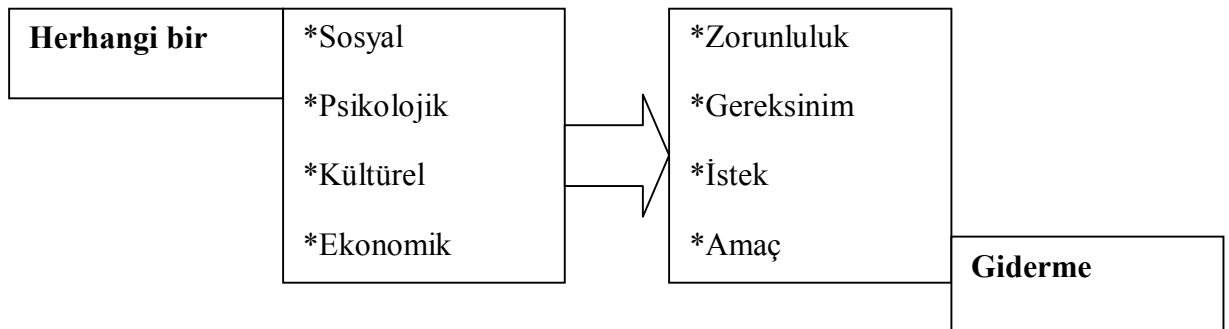 Herhangi bir
*Sosyal
*Psikolojik
*Kültürel
*Ekonomik
*Zorunluluk
*Gereksinim
*İstek
*Amaç
Giderme